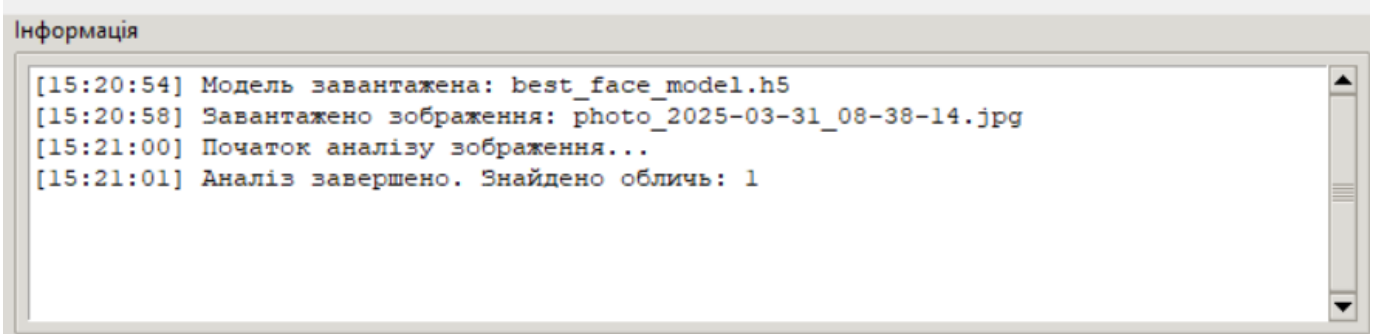 Інформація
[15:20:54] Модель завантажена: best_face_model.h5
[15:20:58] Завантажено зображення: photo_2025-03-31_08-38-14.jpg
[15:21:00] Початок аналізу зображення...
[15:21:01] Аналіз завершено. Знайдено обличь: 1